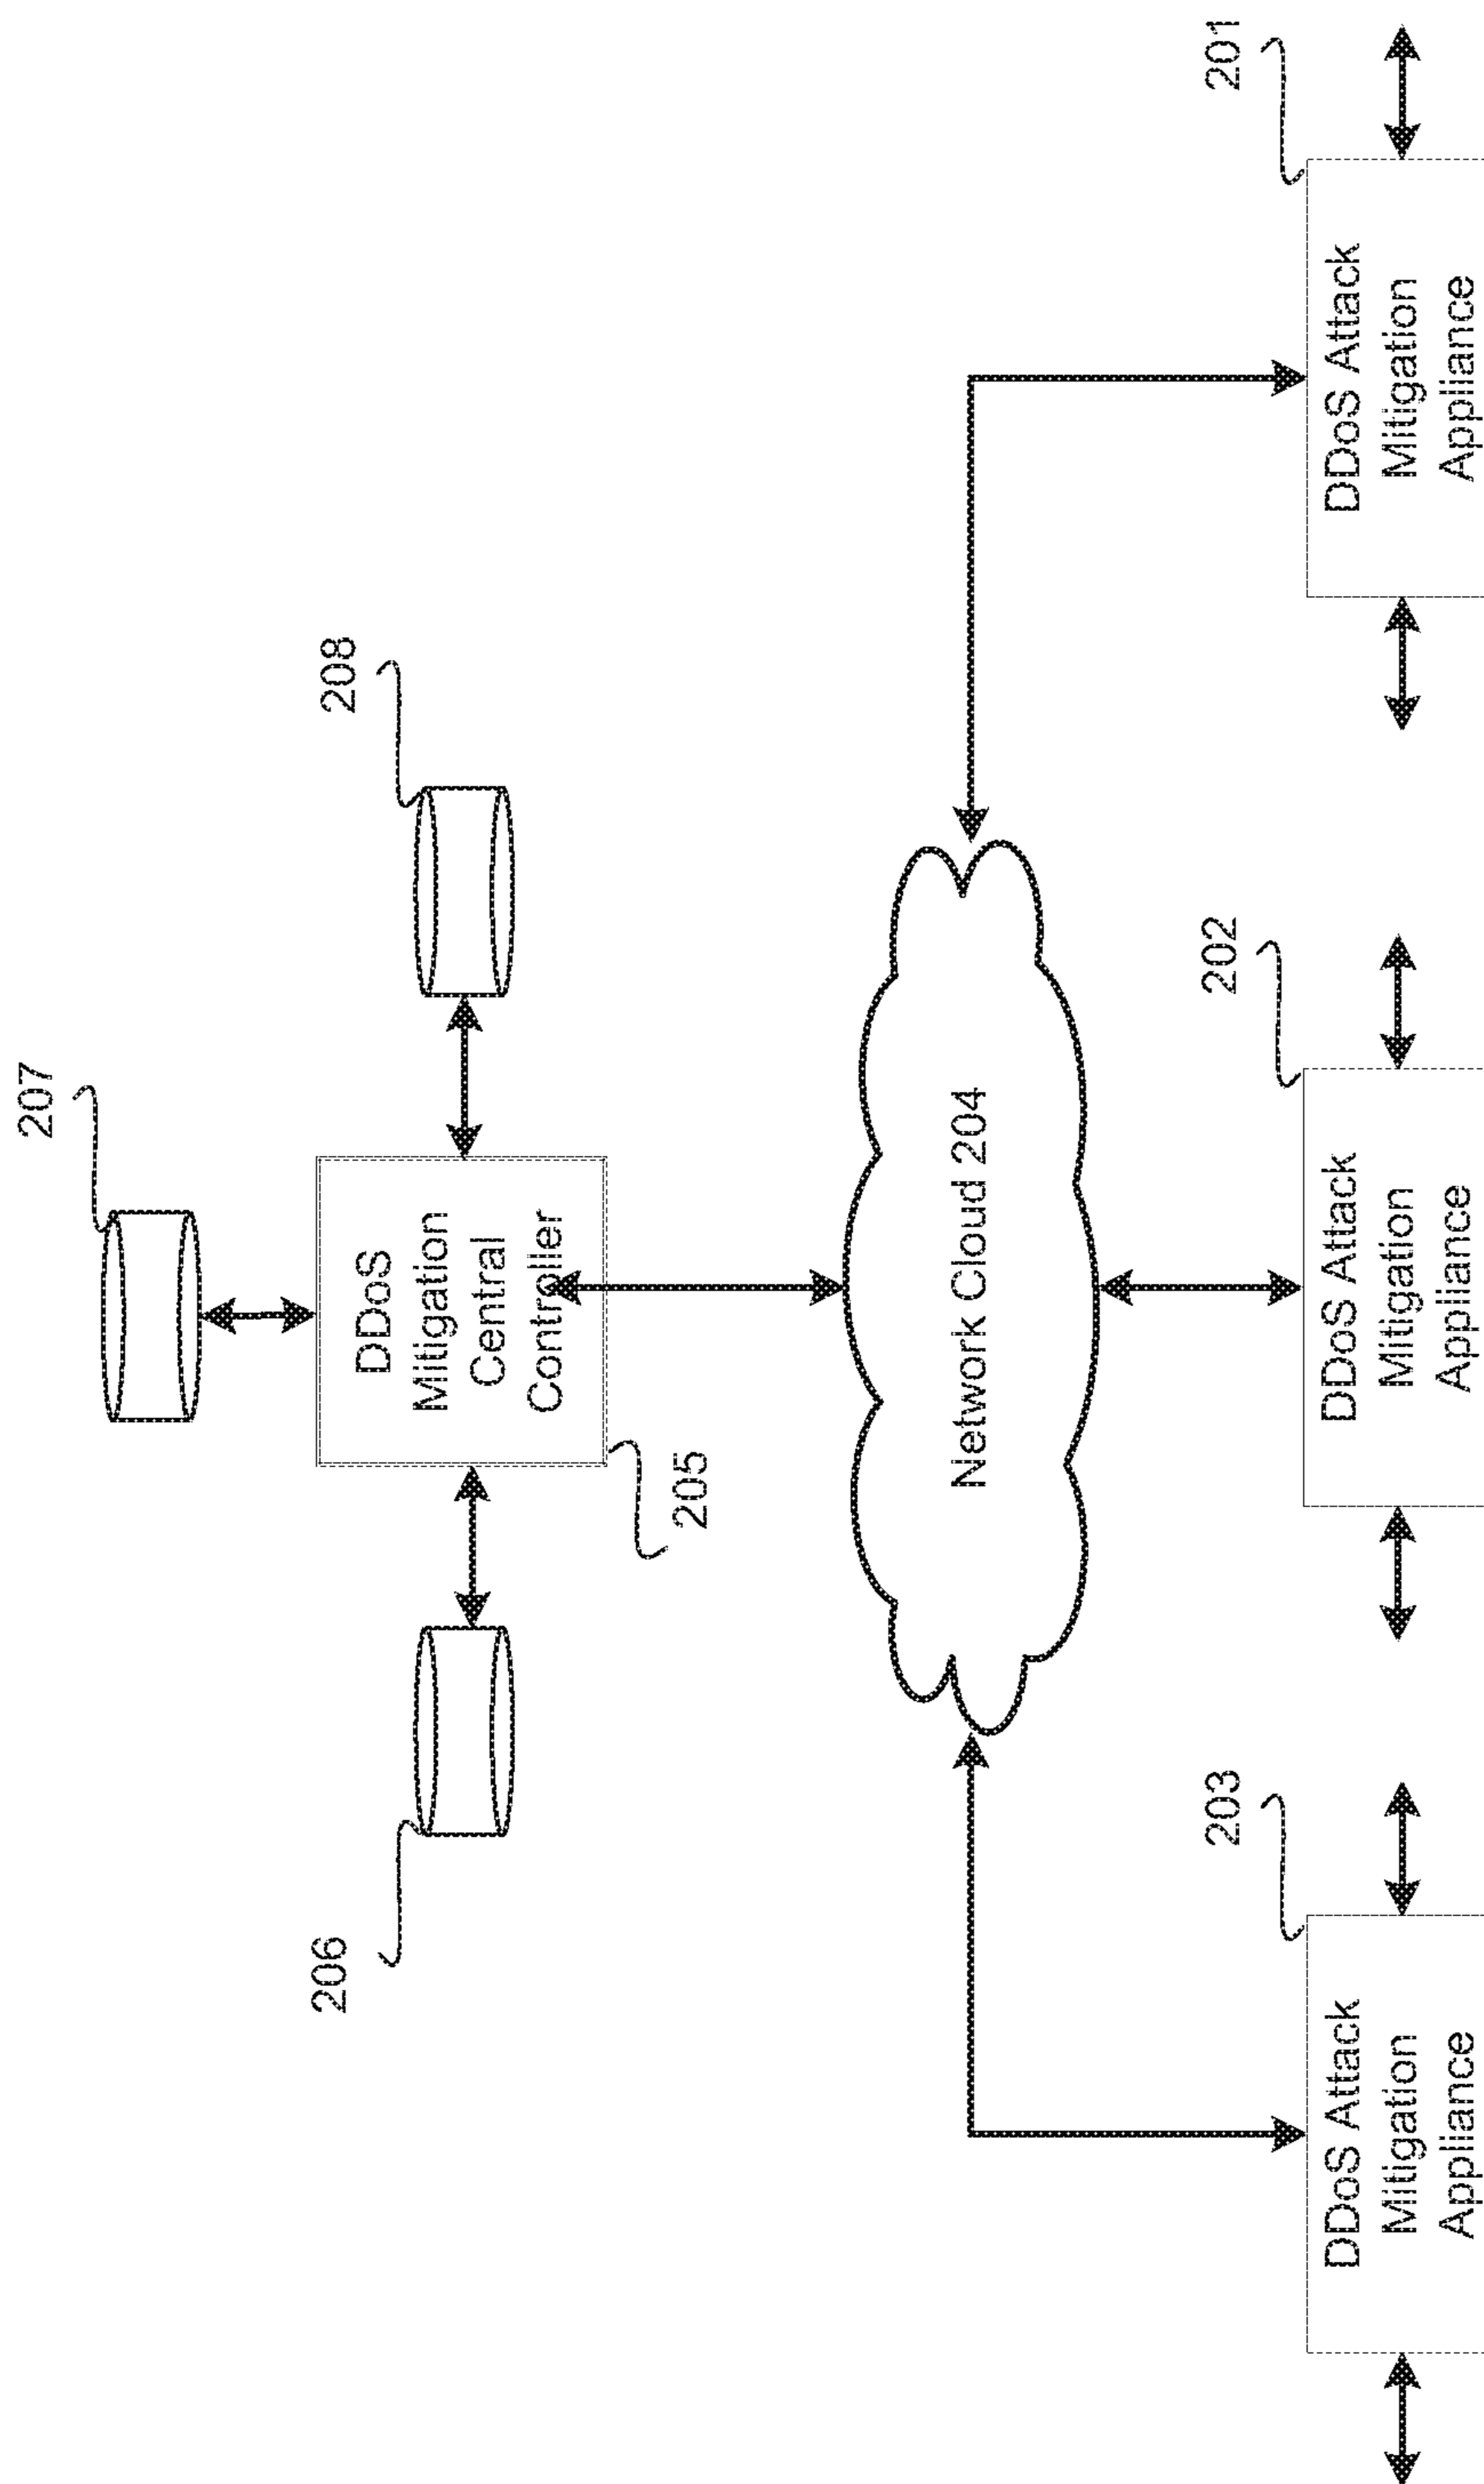 207
206
208
DDoS
Mitigation
Central
Controller
205
Network Cloud 204
203
202
201
DDoS Attack
Mitigation
Appliance
DDoS Attack
Mitigation
Appliance
DDoS Attack
Mitigation
Appliance